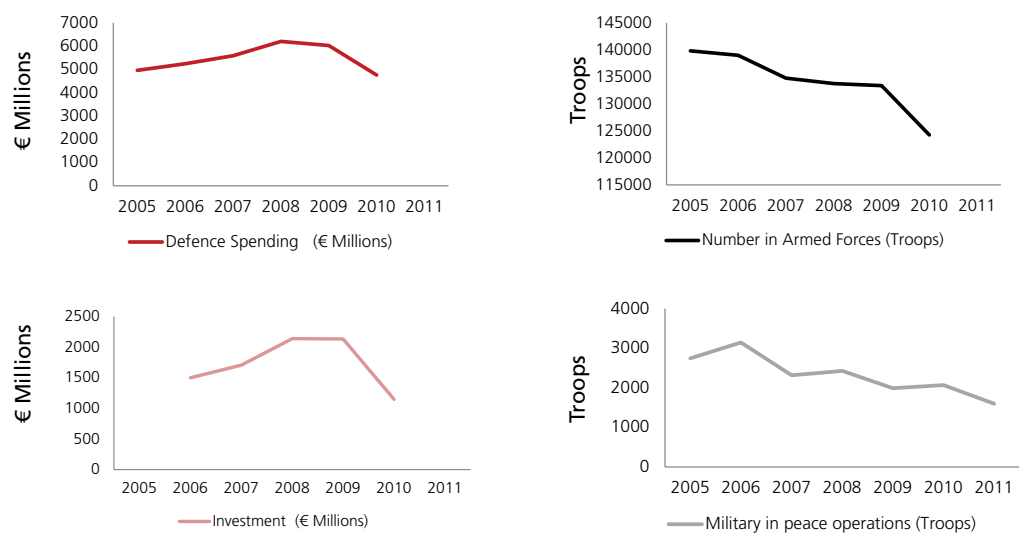 € Millions
7000
6000
5000
4000
3000
2000
1000
0
2005 2006 2007 2008 2009 2010 2011
Defence Spending (€ Millions)
Troops
145000
140000
135000
130000
125000
120000
115000
2005 2006 2007 2008 2009 2010 2011
Number in Armed Forces (Troops)
€ Millions
2500
2000
1500
1000
500
0
2005 2006 2007 2008 2009 2010 2011
Investment (€ Millions)
Troops
4000
3000
2000
1000
0
2005 2006 2007 2008 2009 2010 2011
Military in peace operations (Troops)